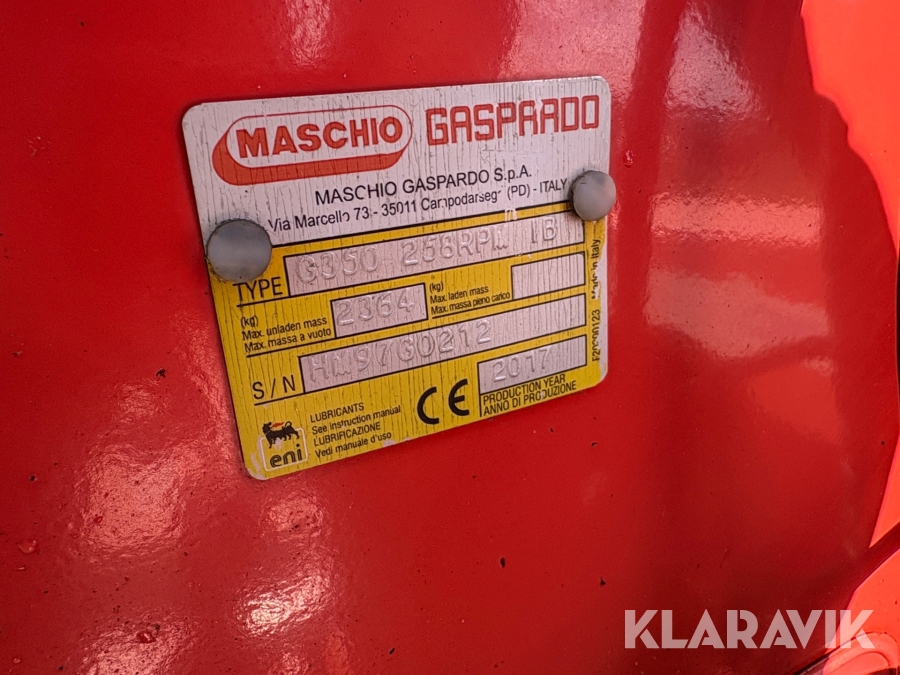 MASCHIO GASPARDO
MASCHIO GASPARDO S.p.A.
Via Marcello 73 - 35011 Campodarsego (PD) - ITALY
TYPE G350 258RPM IB
(kg) Max. unladen mass Max. massa a vuoto 2364
(kg) Max. laden mass Max. massa pieno carico
S/N HM97G0212
2017
PRODUCTION YEAR
ANNO DI PRODUZIONE
CE
LUBRICANTS
See instruction manual
LUBRIFICAZIONE
Vedi manuale d'uso
eni
Made in Italy
KLARAVIK